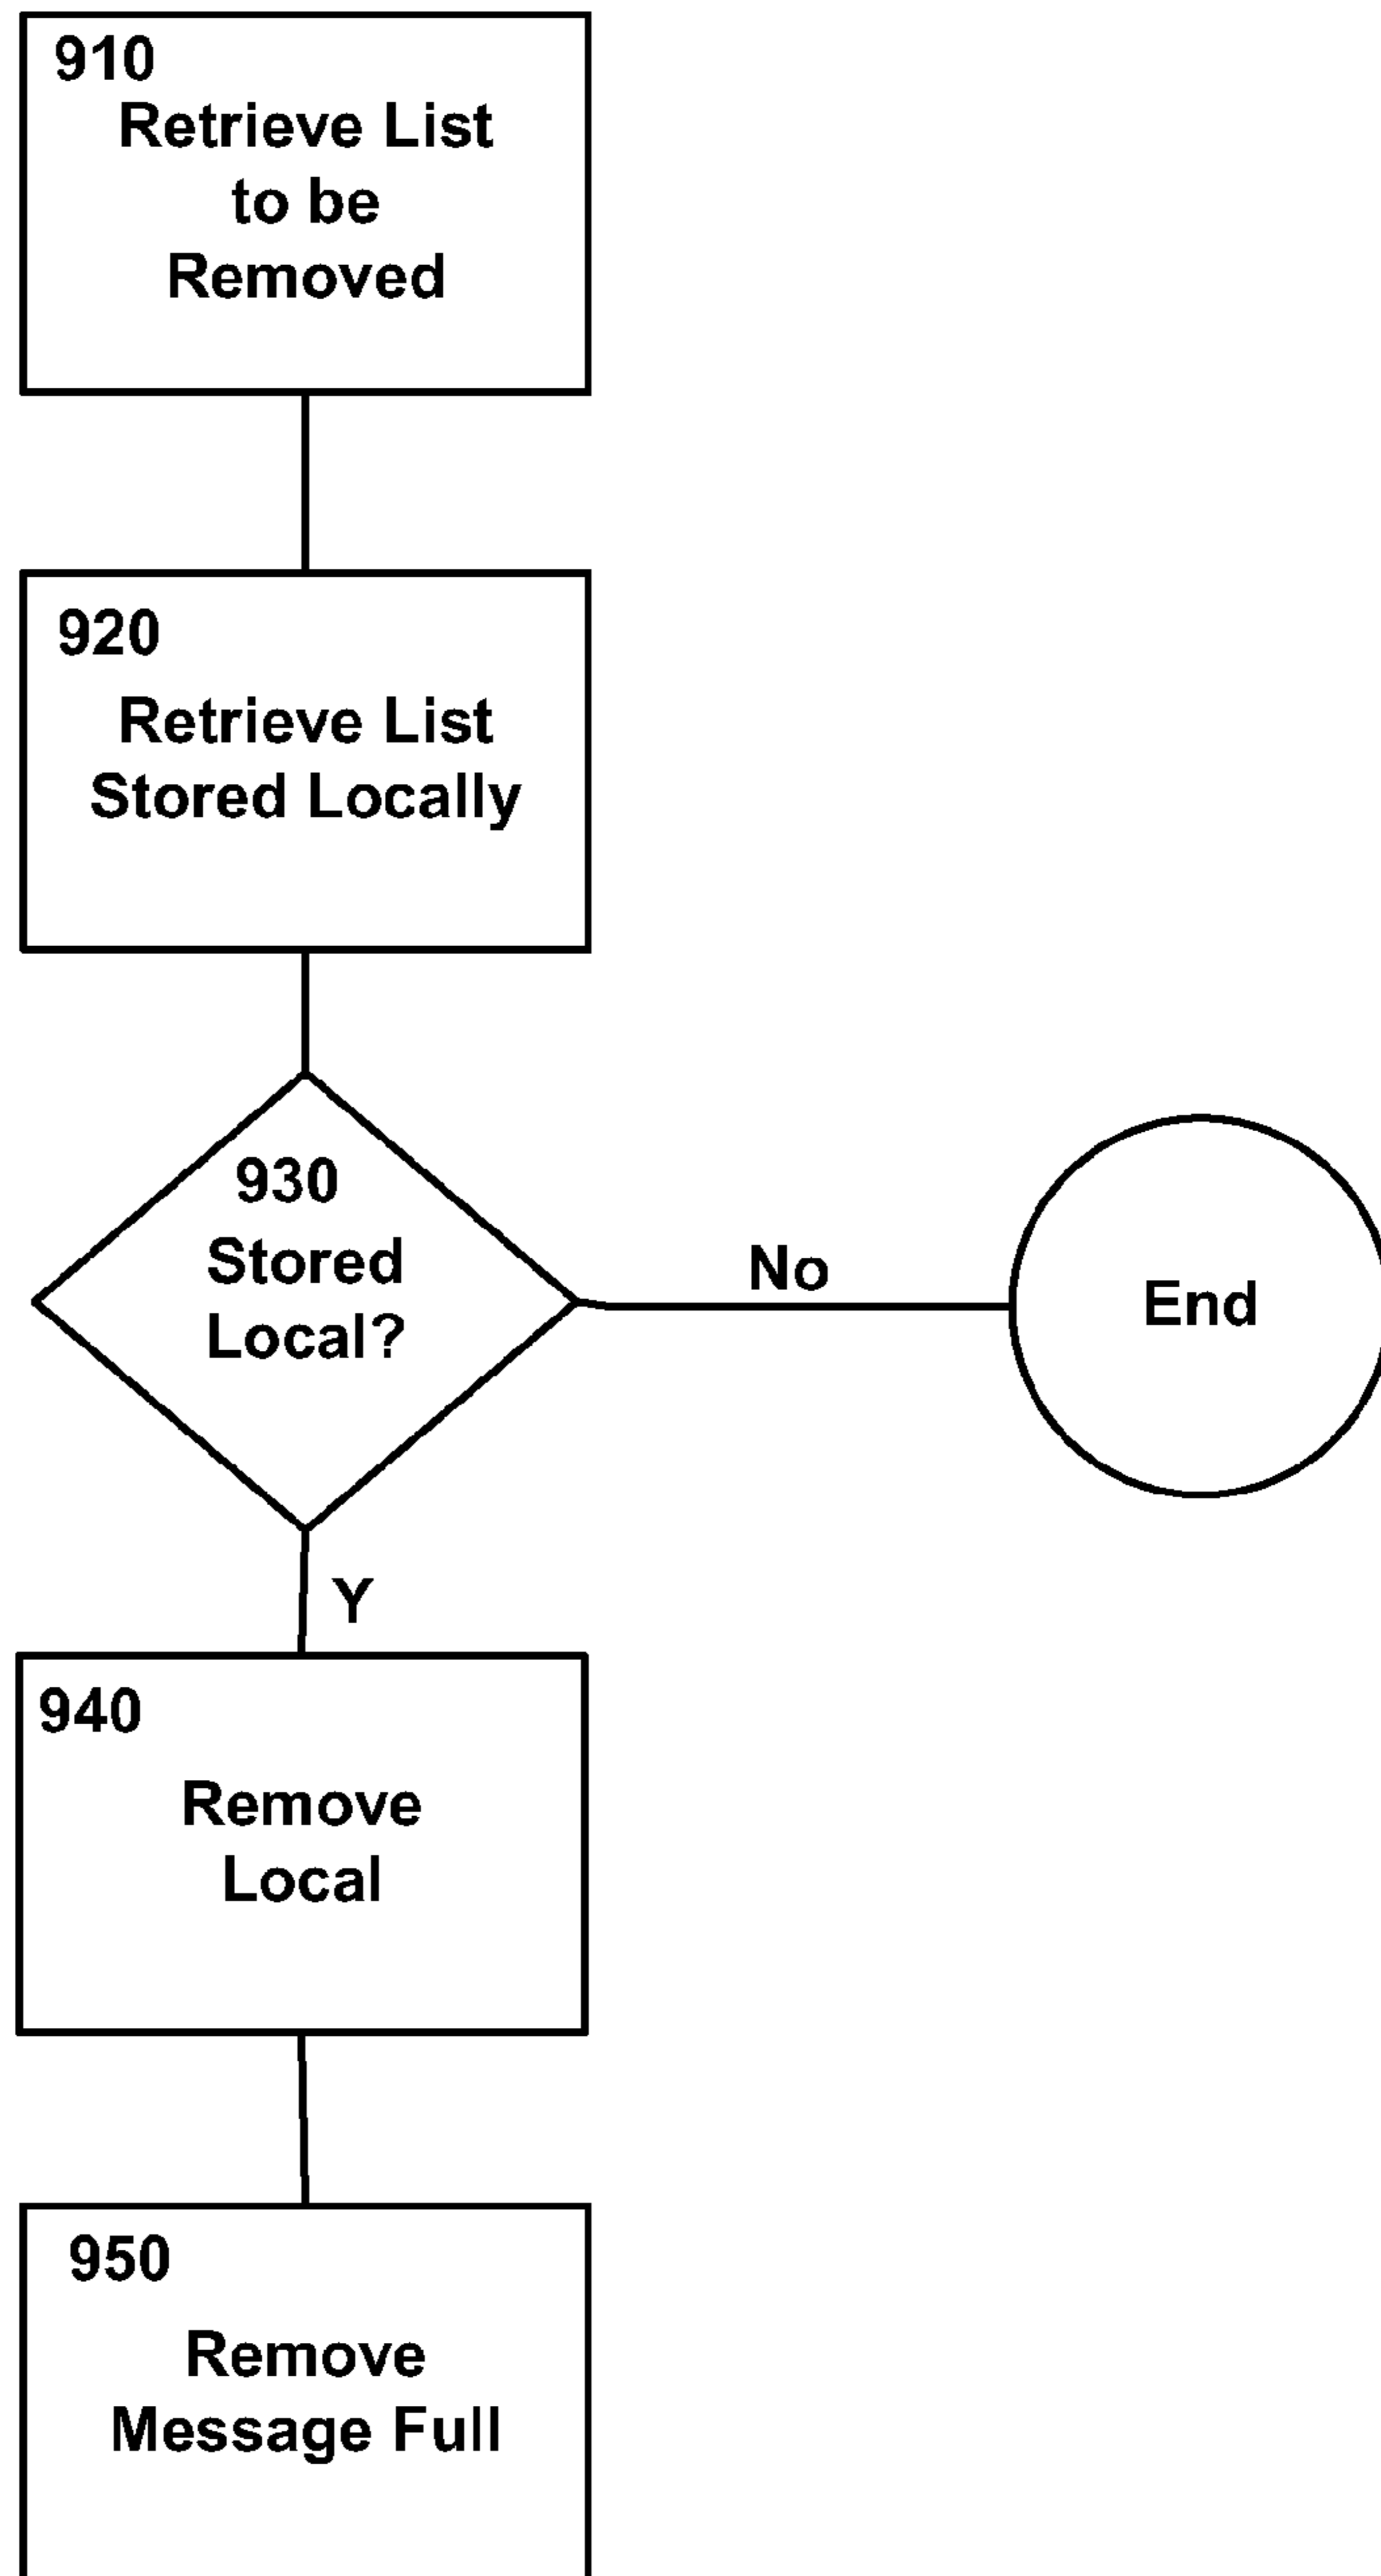 910
Retrieve List
to be
Removed
920
Retrieve List
Stored Locally
930
Stored
Local?
No
End
Y
940
Remove
Local
950
Remove
Message Full